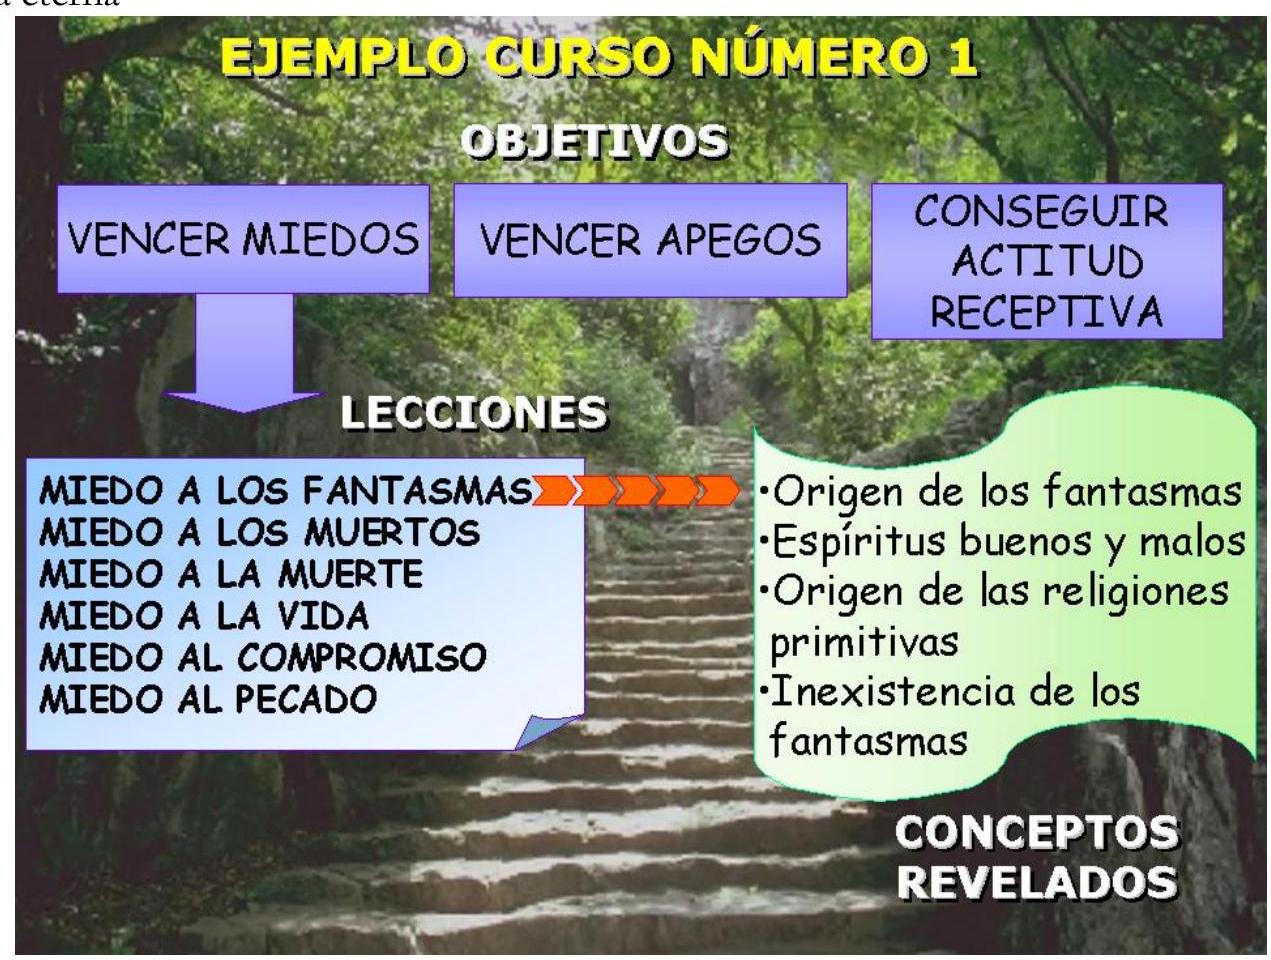 eterna
EJEMPLO CURSO NÚMERO 1
OBJETIVOS
VENCER MIEDOS
VENCER APEGOS
CONSEGUIR
ACTITUD
RECEPTIVA
LECCIONES
MIEDO A LOS FANTASMAS
MIEDO A LOS MUERTOS
MIEDO A LA MUERTE
MIEDO A LA VIDA
MIEDO AL COMPROMISO
MIEDO AL PECADO
•Origen de los fantasmas
•Espíritus buenos y malos
•Origen de las religiones
primitivas
•Inexistencia de los
fantasmas
CONCEPTOS
REVELADOS